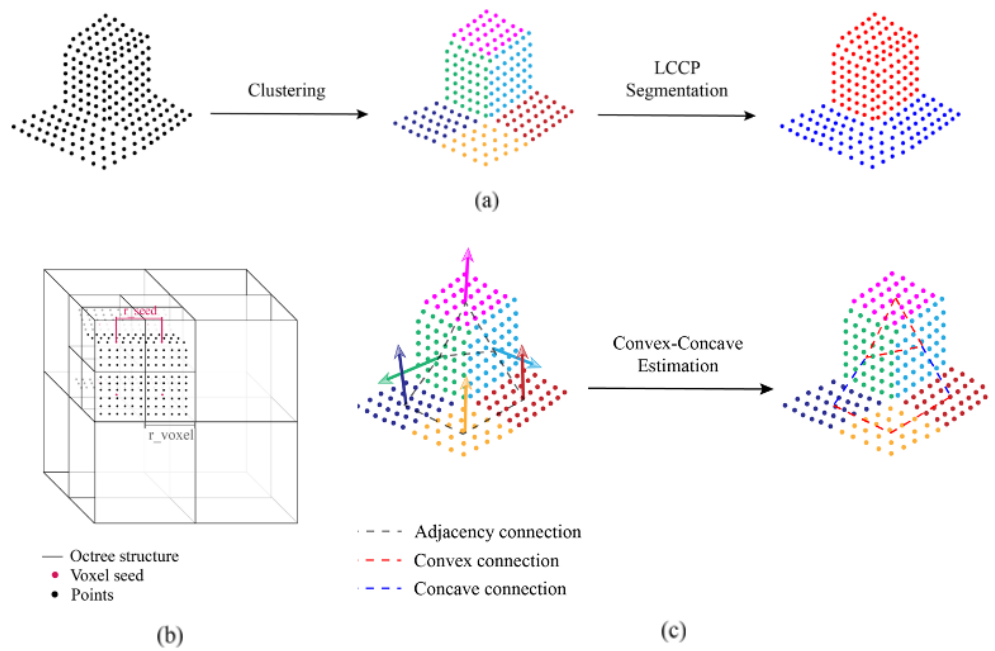 Clustering
LCCP
Segmentation
(a)
r_seed
r_voxel
Octree structure
Voxel seed
Points
(b)
Convex-Concave
Estimation
Adjacency connection
Convex connection
Concave connection
(c)